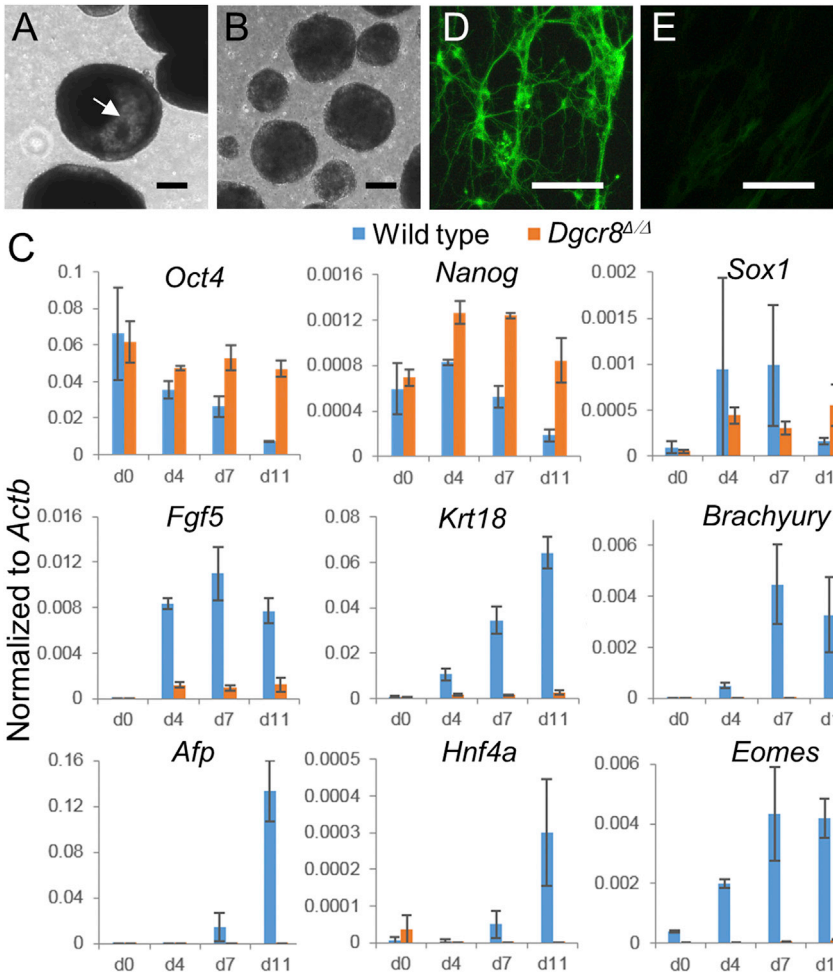 A
B
D
E
C
Wild type
Dgcr8Δ/Δ
Normalized to Actb
Oct4
0.1
0.08
0.06
0.04
0.02
0
d0 d4 d7 d11
Nanog
0.0016
0.0012
0.0008
0.0004
0
d0 d4 d7 d11
Sox1
0.002
0.0015
0.001
0.0005
0
d0 d4 d7 d1
Fgf5
0.016
0.012
0.008
0.004
0
d0 d4 d7 d11
Krt18
0.08
0.06
0.04
0.02
0
d0 d4 d7 d11
Brachyury
0.006
0.004
0.002
0
d0 d4 d7 d1
Afp
0.16
0.12
0.08
0.04
0
d0 d4 d7 d11
Hnf4a
0.0005
0.0004
0.0003
0.0002
0.0001
0
d0 d4 d7 d11
Eomes
0.006
0.004
0.002
0
d0 d4 d7 d1